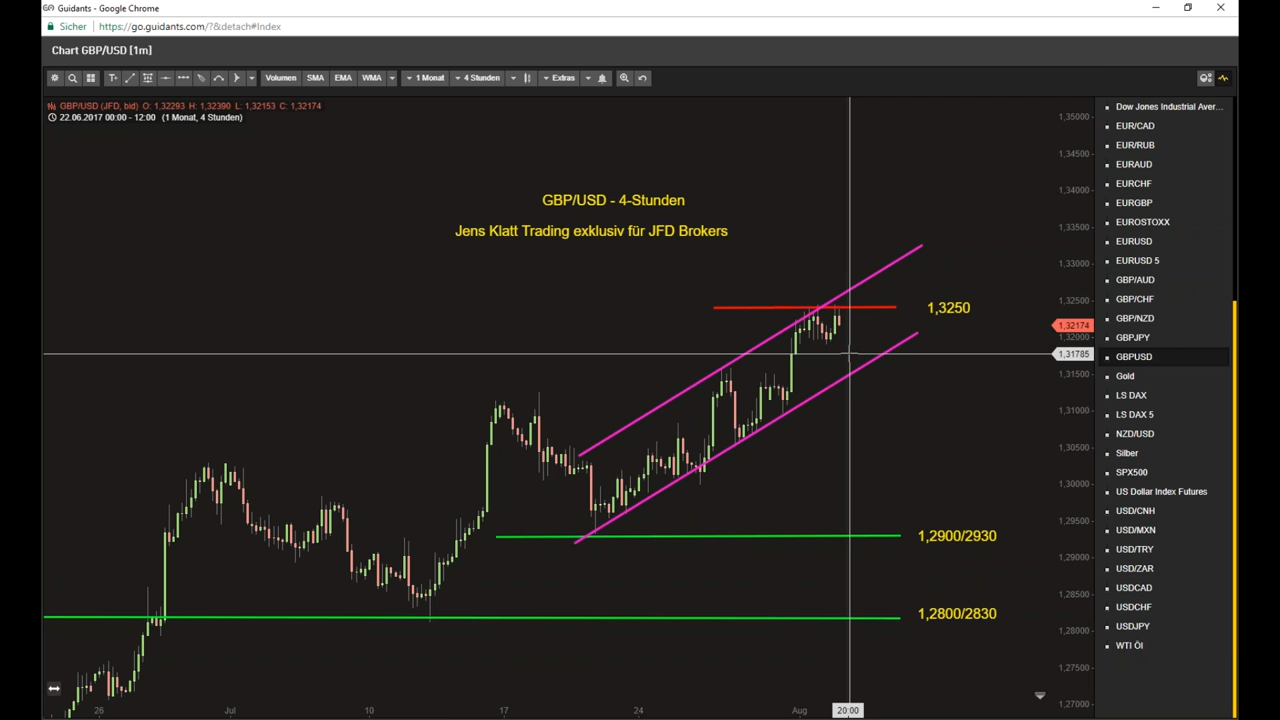 Guidants - Google Chrome
Sicher https://go.guidants.com/?&detach#Index
Chart GBP/USD [1m]
T+ Volumen SMA EMA WMA 1 Monat 4 Stunden Extras
GBP/USD (JFD, bid) O: 1,32293 H: 1,32390 L: 1,32153 C: 1,32174
22.06.2017 00:00 - 12:00 (1 Monat, 4 Stunden)
GBP/USD - 4-Stunden
Jens Klatt Trading exklusiv für JFD Brokers
1,3250
1,2900/2930
1,2800/2830
1,35000
1,34500
1,34000
1,33500
1,33000
1,32500
1,32174
1,32000
1,31785
1,31500
1,31000
1,30500
1,30000
1,29500
1,29000
1,28500
1,28000
1,27500
1,27000
26 Jul 10 17 24 Aug 20:00
Dow Jones Industrial Aver...
EUR/CAD
EUR/RUB
EURAUD
EURCHF
EURGBP
EUROSTOXX
EURUSD
EURUSD 5
GBP/AUD
GBP/CHF
GBP/NZD
GBPJPY
GBPUSD
Gold
LS DAX
LS DAX 5
NZD/USD
Silber
SPX500
US Dollar Index Futures
USD/CNH
USD/MXN
USD/TRY
USD/ZAR
USDCAD
USDCHF
USDJPY
WTI Öl